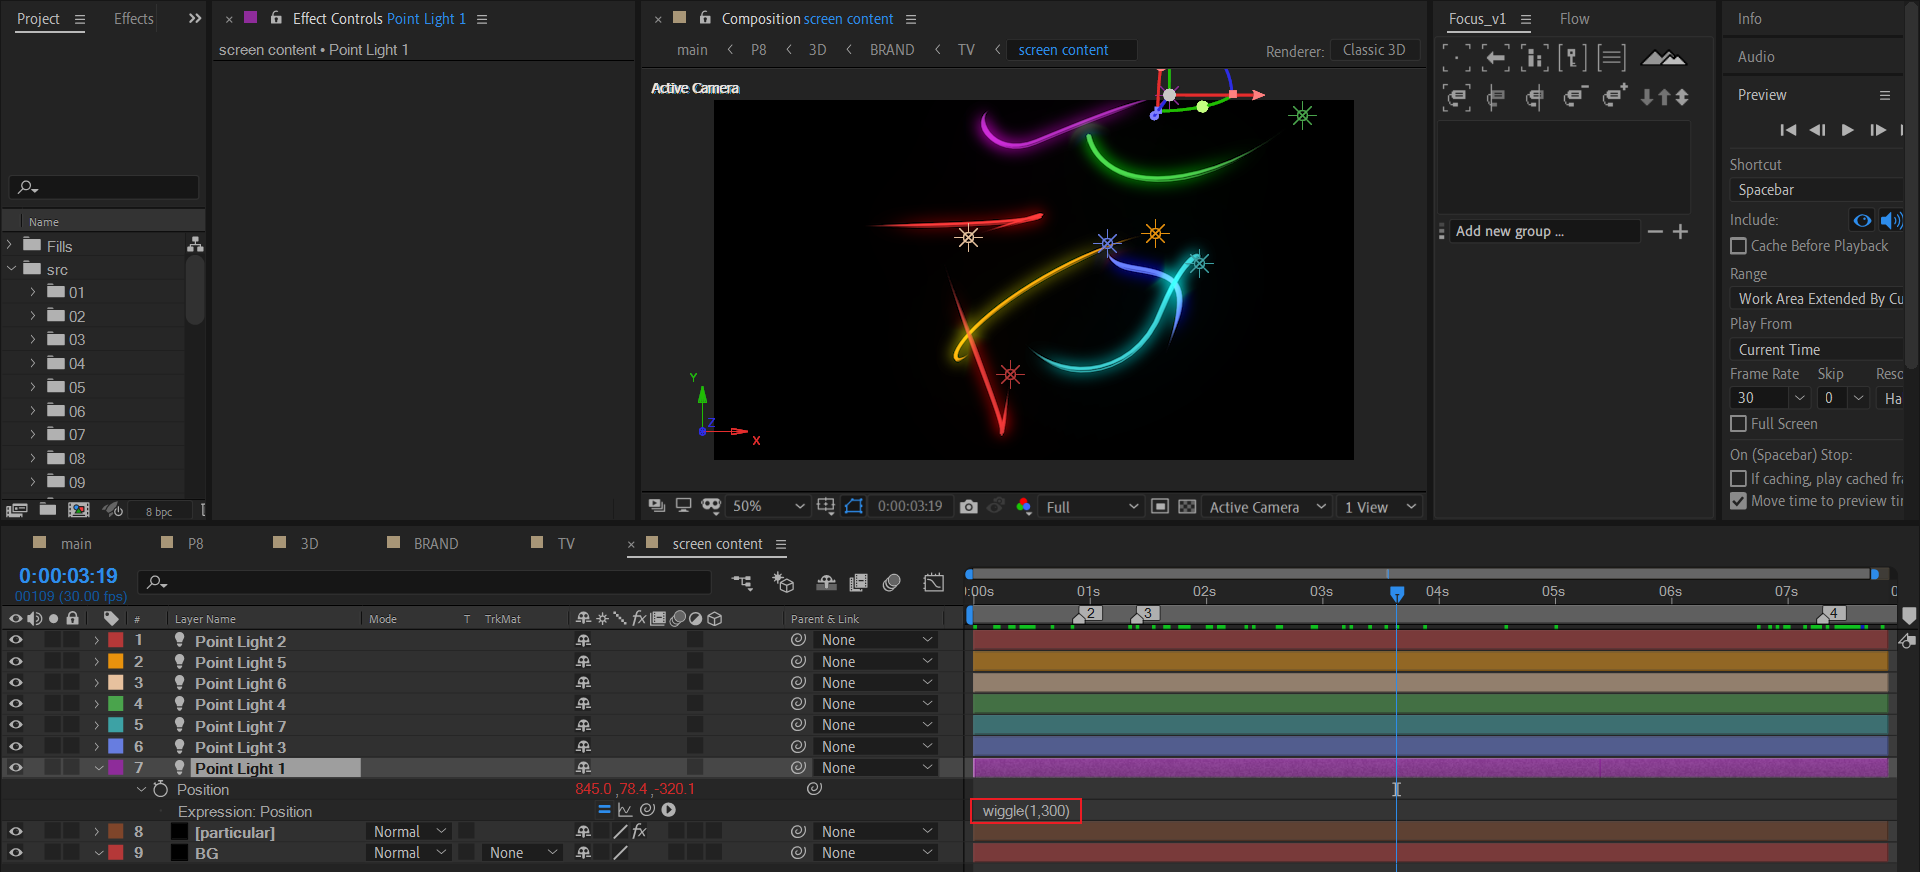 Project
Effects
Effect Controls Point Light 1
screen content • Point Light 1
Composition screen content
main P8 3D BRAND TV screen content
Renderer: Classic 3D
Active Camera
Focus_v1 Flow
Info
Audio
Preview
Shortcut
Spacebar
Include:
Cache Before Playback
Range
Work Area Extended By Cu
Play From
Current Time
Frame Rate Skip Reso
30 0 Ha
Full Screen
On (Spacebar) Stop:
If caching, play cached fra
Move time to preview tim
Add new group ...
Name
Fills
src
01
02
03
04
05
06
07
08
09
8 bpc
Y
Z
X
50% 0:00:03:19 Full Active Camera 1 View
main P8 3D BRAND TV screen content
0:00:03:19
00109 (30.00 fps)
# Layer Name Mode T TrkMat fx Parent & Link
:00s 01s 02s 03s 04s 05s 06s 07s 0
2 3 4
1 Point Light 2 None
2 Point Light 5 None
3 Point Light 6 None
4 Point Light 4 None
5 Point Light 7 None
6 Point Light 3 None
7 Point Light 1 None
Position 845.0 ,78.4 ,-320.1
Expression: Position wiggle(1,300)
8 [particular] Normal fx None
9 BG Normal None None